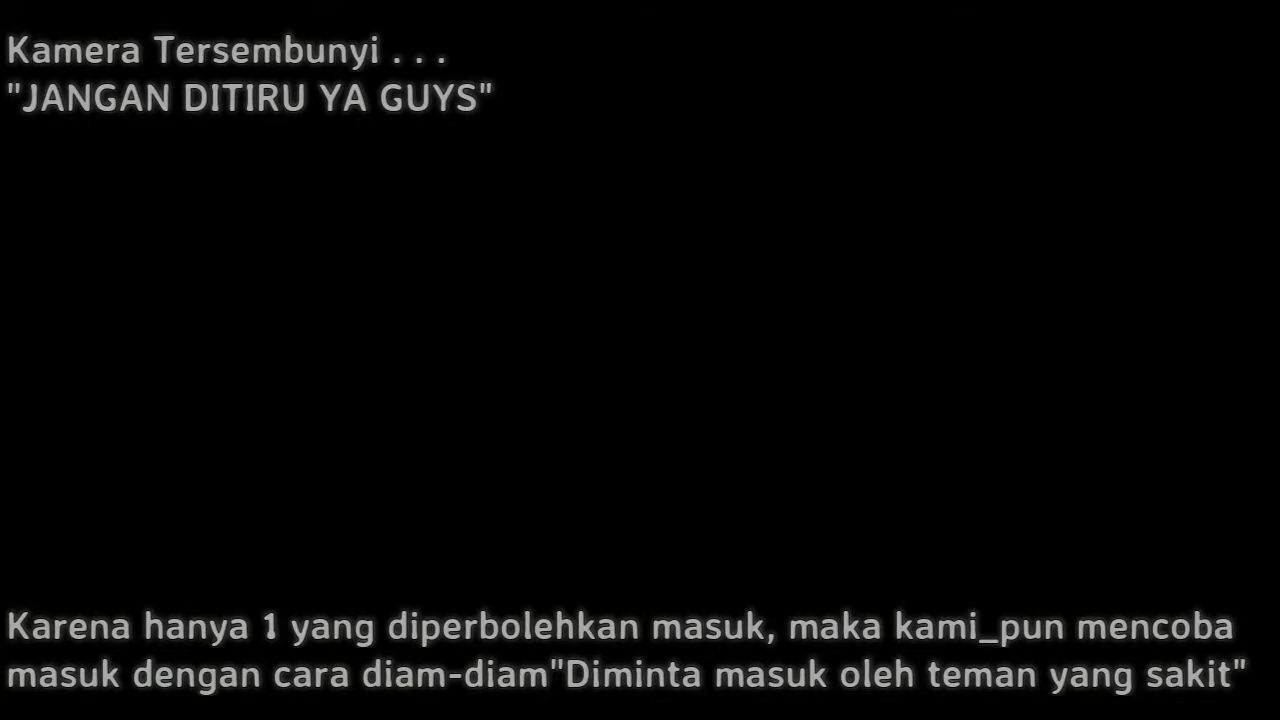 Kamera Tersembunyi . . .
"JANGAN DITIRU YA GUYS"
Karena hanya 1 yang diperbolehkan masuk, maka kami_pun mencoba
masuk dengan cara diam-diam"Diminta masuk oleh teman yang sakit"